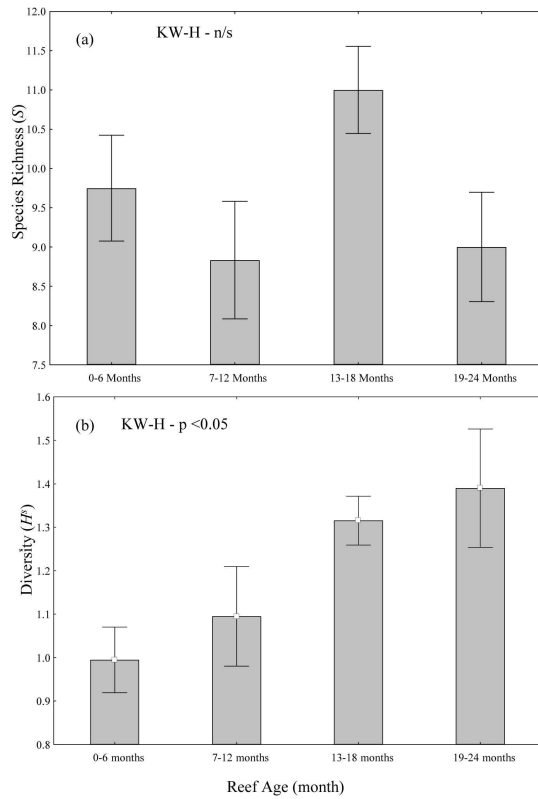 (a) KW-H - n/s
Species Richness (S)
12.0
11.5
11.0
10.5
10.0
9.5
9.0
8.5
8.0
7.5
0-6 Months 7-12 Months 13-18 Months 19-24 Months
(b) KW-H - p <0.05
Diversity (H^s)
1.6
1.5
1.4
1.3
1.2
1.1
1.0
0.9
0.8
0-6 months 7-12 months 13-18 months 19-24 months
Reef Age (month)